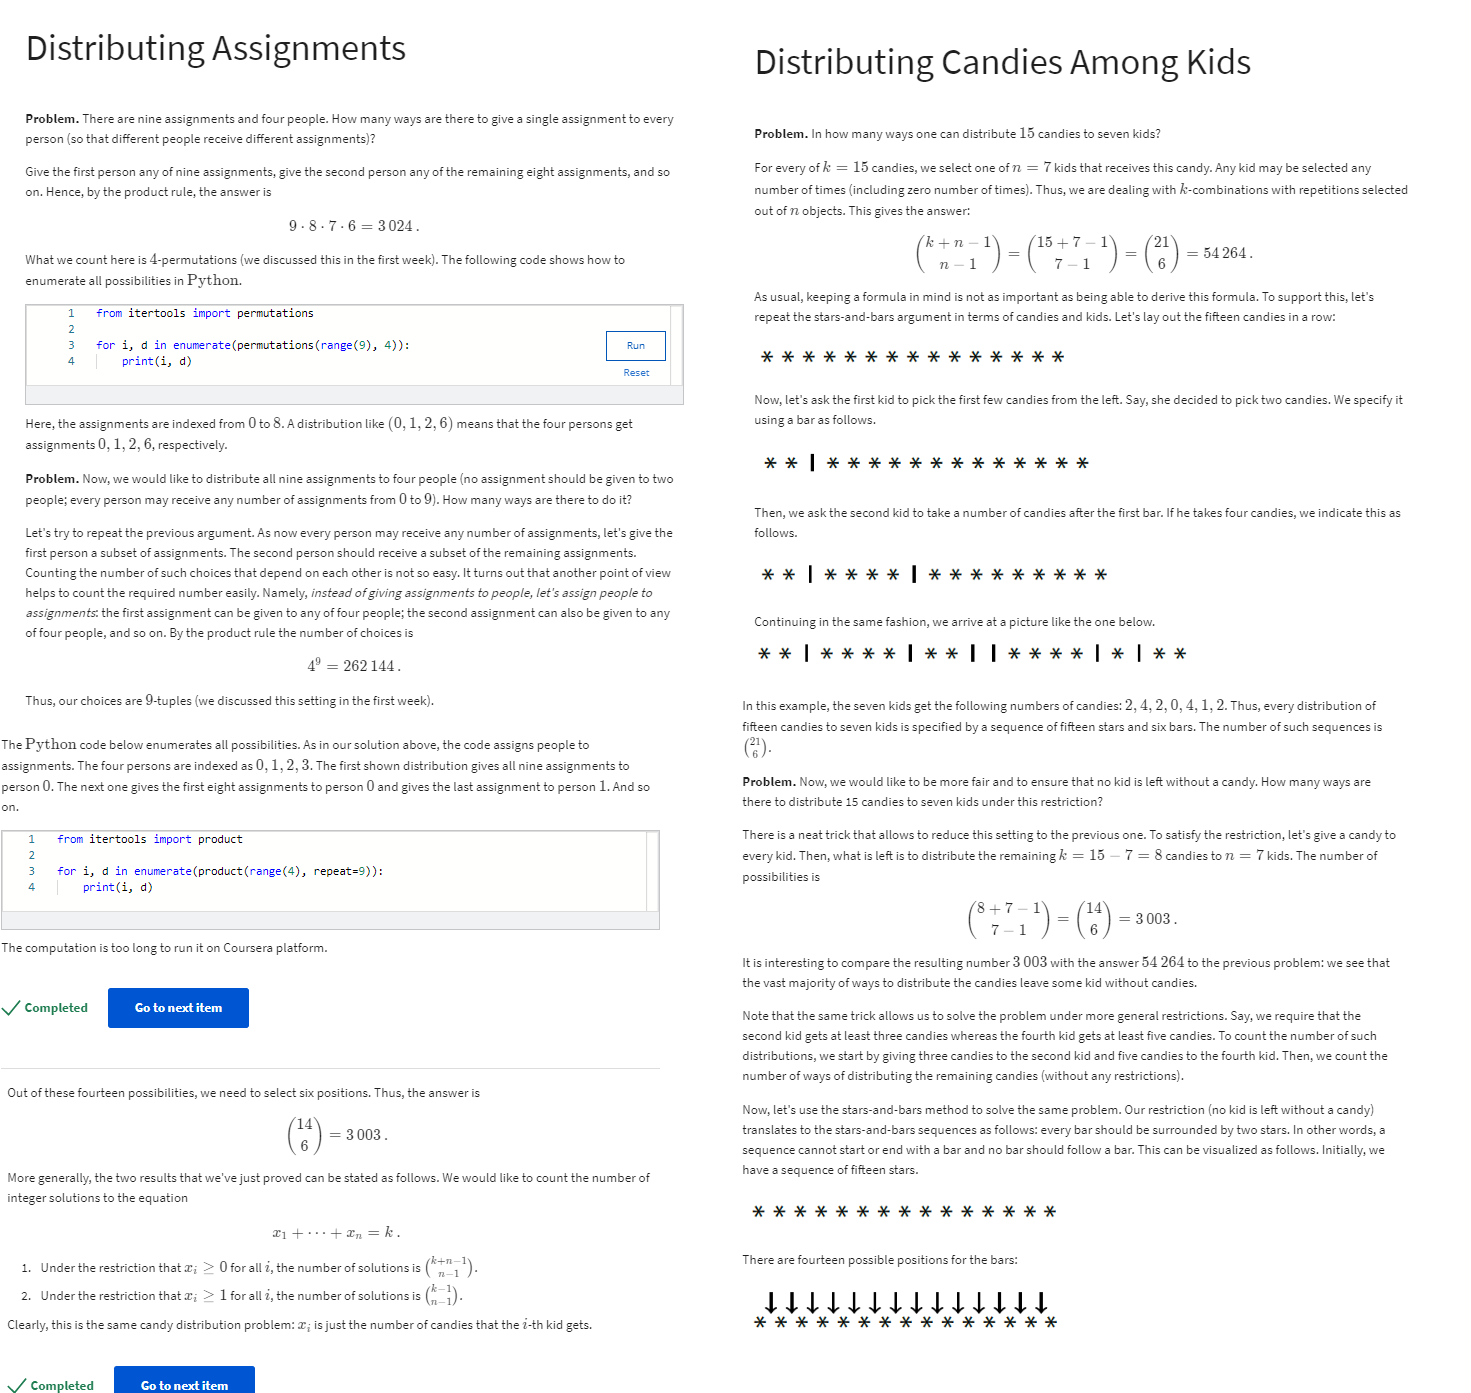 Distributing Assignments
Problem. There are nine assignments and four people. How many ways are there to give a single assignment to every
person (so that different people receive different assignments)?
Give the first person any of nine assignments, give the second person any of the remaining eight assignments, and so
on. Hence, by the product rule, the answer is
9 · 8 · 7 · 6 = 3 024 .
What we count here is 4-permutations (we discussed this in the first week). The following code shows how to
enumerate all possibilities in Python.
1 from itertools import permutations
2
3 for i, d in enumerate(permutations(range(9), 4)):
4 print(i, d)
Run
Reset
Here, the assignments are indexed from 0 to 8. A distribution like (0, 1, 2, 6) means that the four persons get
assignments 0, 1, 2, 6, respectively.
Problem. Now, we would like to distribute all nine assignments to four people (no assignment should be given to two
people; every person may receive any number of assignments from 0 to 9). How many ways are there to do it?
Let's try to repeat the previous argument. As now every person may receive any number of assignments, let's give the
first person a subset of assignments. The second person should receive a subset of the remaining assignments.
Counting the number of such choices that depend on each other is not so easy. It turns out that another point of view
helps to count the required number easily. Namely, instead of giving assignments to people, let's assign people to
assignments: the first assignment can be given to any of four people; the second assignment can also be given to any
of four people, and so on. By the product rule the number of choices is
4⁹ = 262 144 .
Thus, our choices are 9-tuples (we discussed this setting in the first week).
The Python code below enumerates all possibilities. As in our solution above, the code assigns people to
assignments. The four persons are indexed as 0, 1, 2, 3. The first shown distribution gives all nine assignments to
person 0. The next one gives the first eight assignments to person 0 and gives the last assignment to person 1. And so
on.
1 from itertools import product
2
3 for i, d in enumerate(product(range(4), repeat=9)):
4 print(i, d)
The computation is too long to run it on Coursera platform.
Completed
Go to next item
Distributing Candies Among Kids
Problem. In how many ways one can distribute 15 candies to seven kids?
For every of k = 15 candies, we select one of n = 7 kids that receives this candy. Any kid may be selected any
number of times (including zero number of times). Thus, we are dealing with k-combinations with repetitions selected
out of n objects. This gives the answer:
(k + n − 1 / n − 1) = (15 + 7 − 1 / 7 − 1) = (21 / 6) = 54 264 .
As usual, keeping a formula in mind is not as important as being able to derive this formula. To support this, let's
repeat the stars-and-bars argument in terms of candies and kids. Let's lay out the fifteen candies in a row:
* * * * * * * * * * * * * * *
Now, let's ask the first kid to pick the first few candies from the left. Say, she decided to pick two candies. We specify it
using a bar as follows.
* * | * * * * * * * * * * * * *
Then, we ask the second kid to take a number of candies after the first bar. If he takes four candies, we indicate this as
follows.
* * | * * * * | * * * * * * * * *
Continuing in the same fashion, we arrive at a picture like the one below.
* * | * * * * | * * | | * * * * | * | * *
In this example, the seven kids get the following numbers of candies: 2, 4, 2, 0, 4, 1, 2. Thus, every distribution of
fifteen candies to seven kids is specified by a sequence of fifteen stars and six bars. The number of such sequences is
(21 / 6).
Problem. Now, we would like to be more fair and to ensure that no kid is left without a candy. How many ways are
there to distribute 15 candies to seven kids under this restriction?
There is a neat trick that allows to reduce this setting to the previous one. To satisfy the restriction, let's give a candy to
every kid. Then, what is left is to distribute the remaining k = 15 − 7 = 8 candies to n = 7 kids. The number of
possibilities is
(8 + 7 − 1 / 7 − 1) = (14 / 6) = 3 003 .
It is interesting to compare the resulting number 3 003 with the answer 54 264 to the previous problem: we see that
the vast majority of ways to distribute the candies leave some kid without candies.
Note that the same trick allows us to solve the problem under more general restrictions. Say, we require that the
second kid gets at least three candies whereas the fourth kid gets at least five candies. To count the number of such
distributions, we start by giving three candies to the second kid and five candies to the fourth kid. Then, we count the
number of ways of distributing the remaining candies (without any restrictions).
Now, let's use the stars-and-bars method to solve the same problem. Our restriction (no kid is left without a candy)
translates to the stars-and-bars sequences as follows: every bar should be surrounded by two stars. In other words, a
sequence cannot start or end with a bar and no bar should follow a bar. This can be visualized as follows. Initially, we
have a sequence of fifteen stars.
* * * * * * * * * * * * * * *
There are fourteen possible positions for the bars:
↓ ↓ ↓ ↓ ↓ ↓ ↓ ↓ ↓ ↓ ↓ ↓ ↓ ↓
* * * * * * * * * * * * * * *
Out of these fourteen possibilities, we need to select six positions. Thus, the answer is
(14 / 6) = 3 003 .
More generally, the two results that we've just proved can be stated as follows. We would like to count the number of
integer solutions to the equation
x₁ + · · · + xₙ = k .
1. Under the restriction that xᵢ ≥ 0 for all i, the number of solutions is (k+n−1 / n−1).
2. Under the restriction that xᵢ ≥ 1 for all i, the number of solutions is (k−1 / n−1).
Clearly, this is the same candy distribution problem: xᵢ is just the number of candies that the i-th kid gets.
Completed
Go to next item